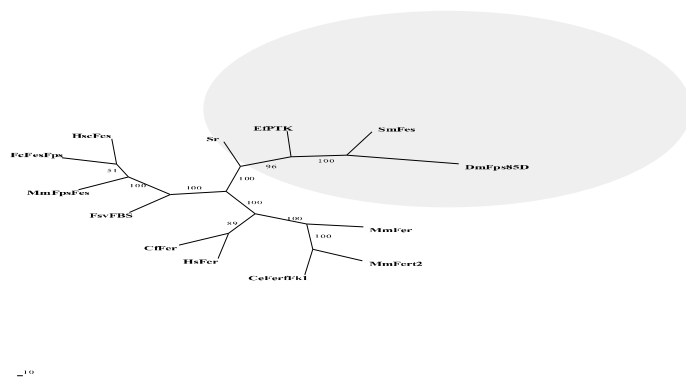 EfPTK
SmFes
HscFes
Sr
FcFesFps
96
100
DmFps85D
51
100
100
100
MmFpsFes
100
FsvFBS
89
100
MmFer
100
CfFer
HsFer
MmFert2
CeFerfFk1
10